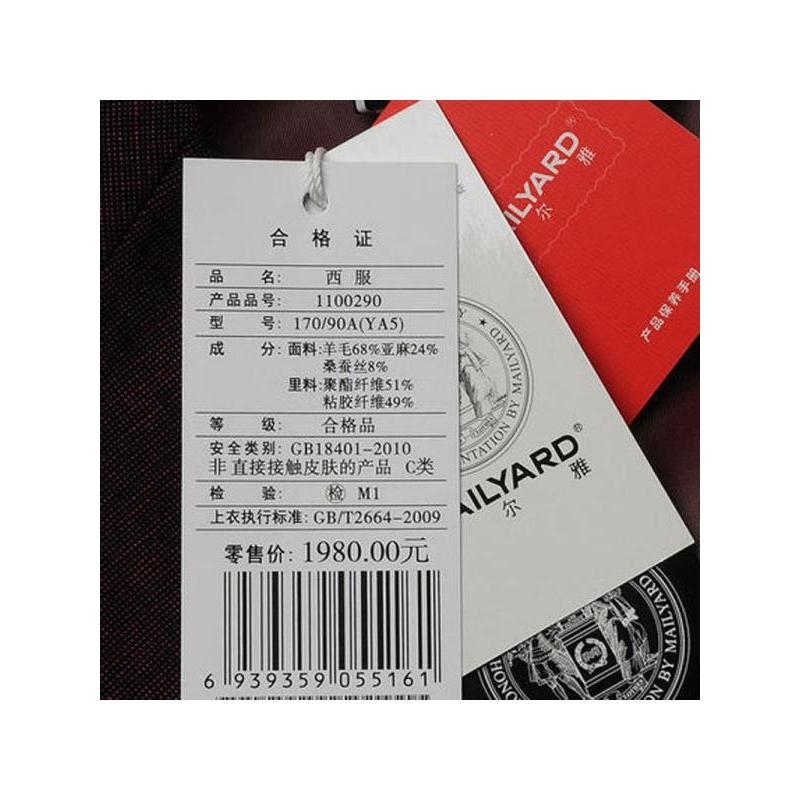 合格证
品 名: 西 服
产品品号: 1100290
型 号: 170/90A(YA5)
成 分: 面料:羊毛68%亚麻24%
桑蚕丝8%
里料:聚酯纤维51%
粘胶纤维49%
等 级: 合格品
安全类别: GB18401-2010
非直接接触皮肤的产品 C类
检 验: 检 M1
上衣执行标准: GB/T2664-2009
零售价: 1980.00元
6 939359 055161
AILYARD®
尔 雅
NTATION BY MAILYARD ★
AILYARD®
尔 雅
产品保养手册
HONO
N BY MAILYARD